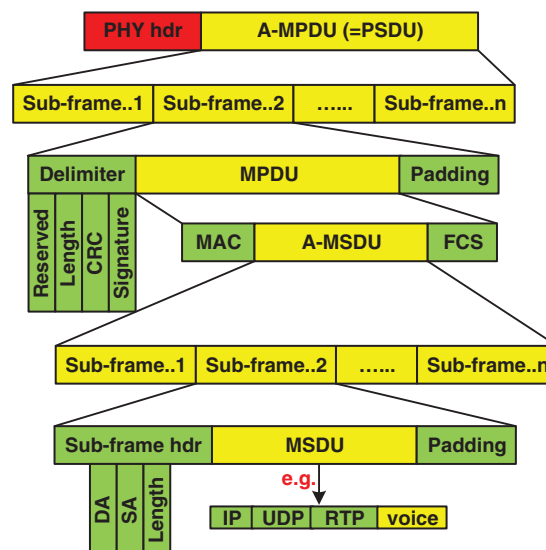 PHY hdr A-MPDU (=PSDU)
Sub-frame..1 Sub-frame..2 …... Sub-frame..n
Delimiter MPDU Padding
Reserved
Length
CRC
Signature
MAC A-MSDU FCS
Sub-frame..1 Sub-frame..2 …... Sub-frame..n
Sub-frame hdr MSDU Padding
DA
SA
Length
e.g.
IP UDP RTP voice